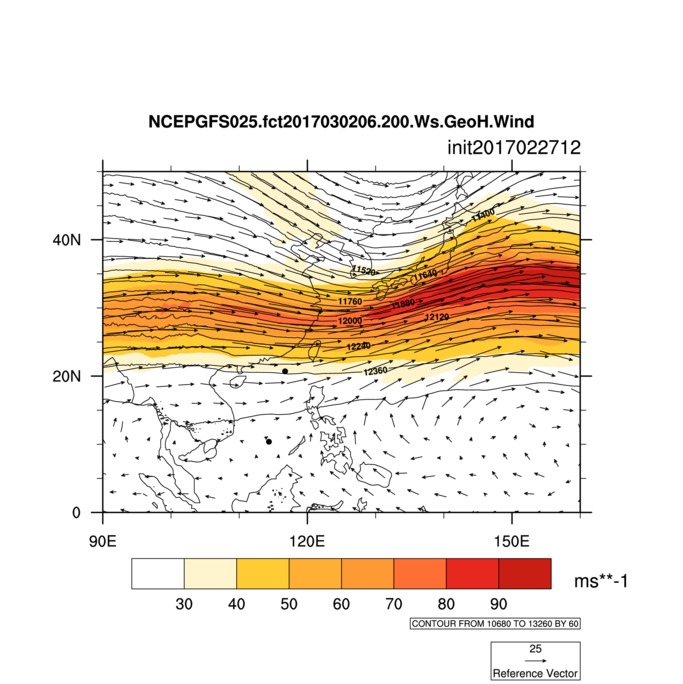 NCEPGFS025.fct2017030206.200.Ws.GeoH.Wind
init2017022712
11400
40N
11520
11640
11760
11880
12000
12120
12240
20N
12360
0
90E 120E 150E
ms**-1
30 40 50 60 70 80 90
CONTOUR FROM 10680 TO 13260 BY 60
25
Reference Vector